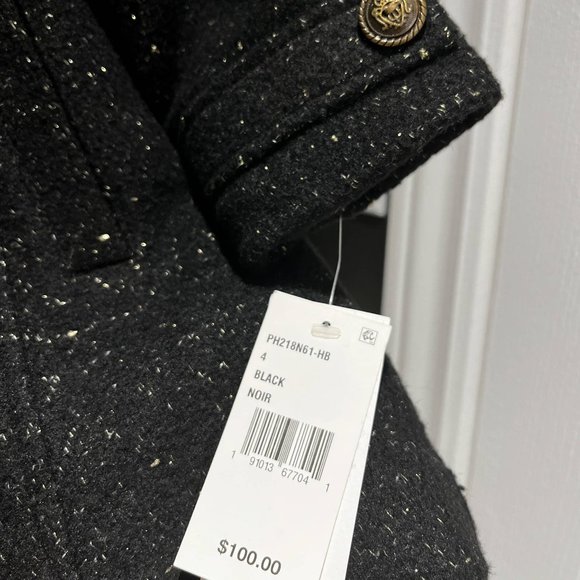 PH218N61-HB
4
BLACK
NOIR
1 91013 67704 1
$100.00